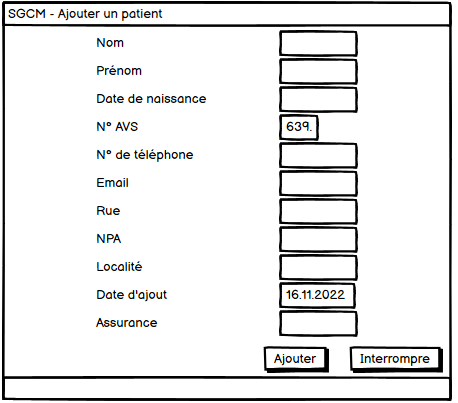 SGCM - Ajouter un patient
Nom
Prénom
Date de naissance
N° AVS 639.
N° de téléphone
Email
Rue
NPA
Localité
Date d'ajout 16.11.2022
Assurance
Ajouter Interrompre